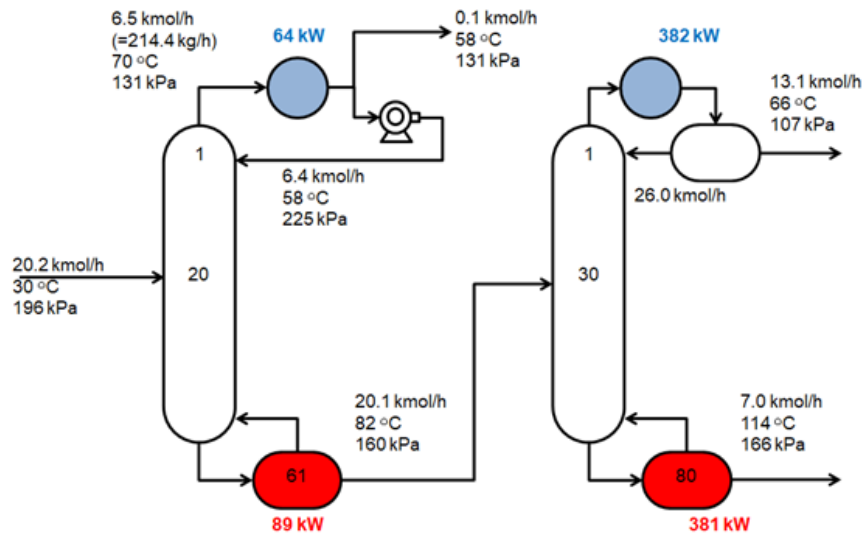 6.5 kmol/h
(=214.4 kg/h)
70 °C
131 kPa
64 kW
0.1 kmol/h
58 °C
131 kPa
382 kW
13.1 kmol/h
66 °C
107 kPa
1
6.4 kmol/h
58 °C
225 kPa
1
26.0 kmol/h
20.2 kmol/h
30 °C
196 kPa
20
30
20.1 kmol/h
82 °C
160 kPa
7.0 kmol/h
114 °C
166 kPa
61
80
89 kW
381 kW